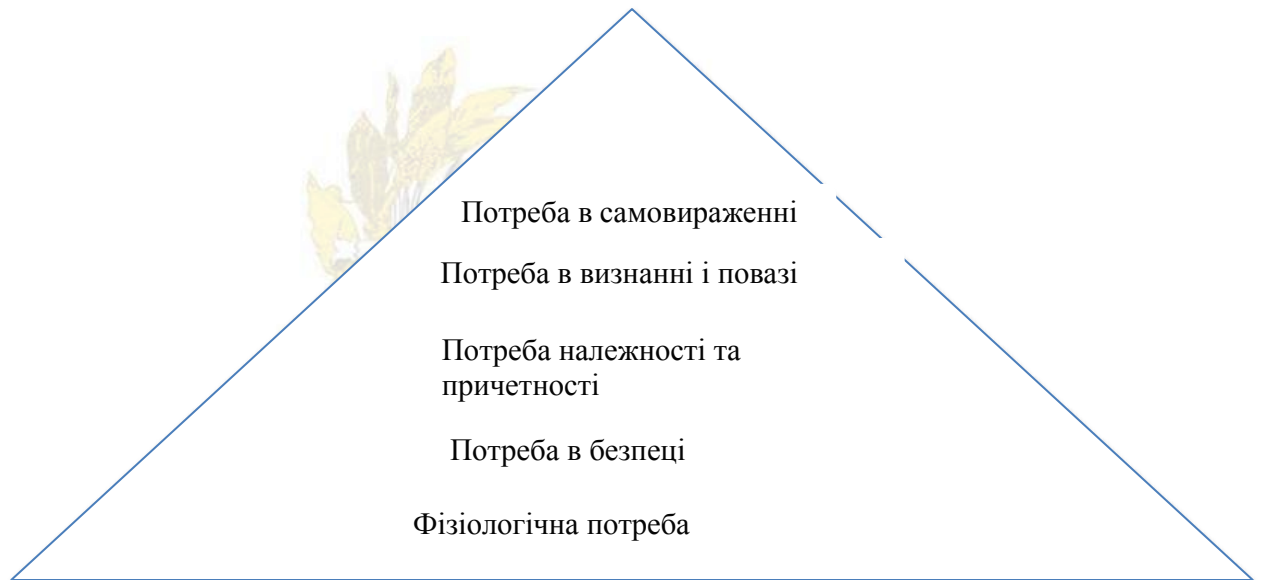 Потреба в самовираженні
Потреба в визнанні і повазі
Потреба належності та
причетності
Потреба в безпеці
Фізіологічна потреба